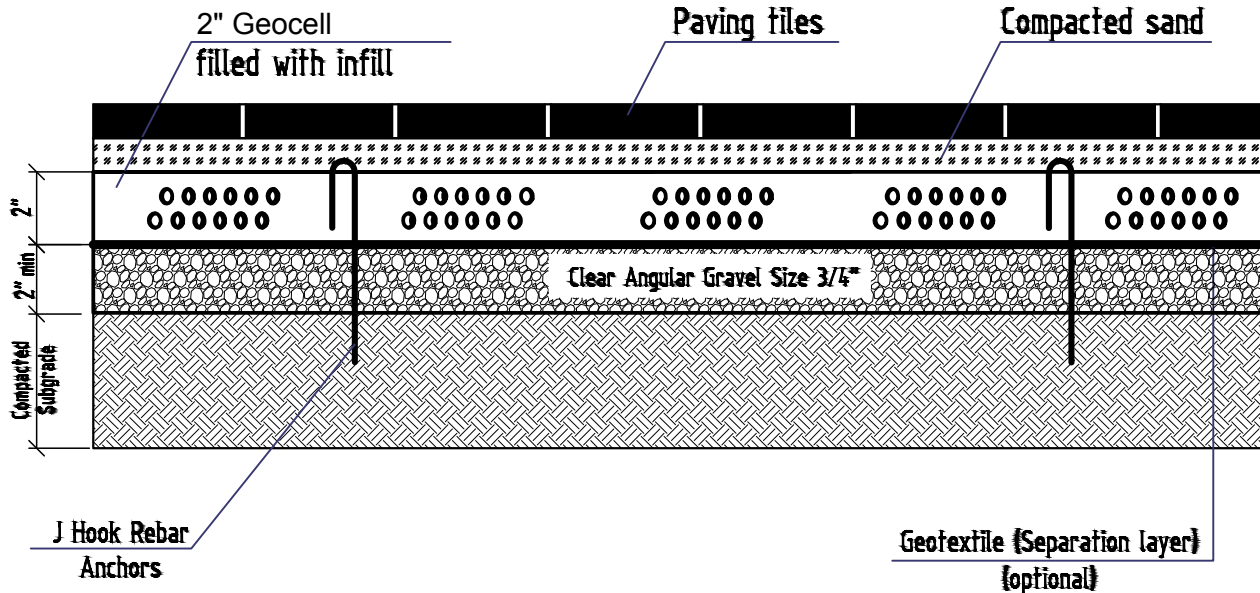 2" Geocell
filled with infill
Paving tiles
Compacted sand
2"
2" min
Clear Angular Gravel Size 3/4"
Compacted
Subgrade
J Hook Rebar
Anchors
Geotextile (Separation layer)
(optional)